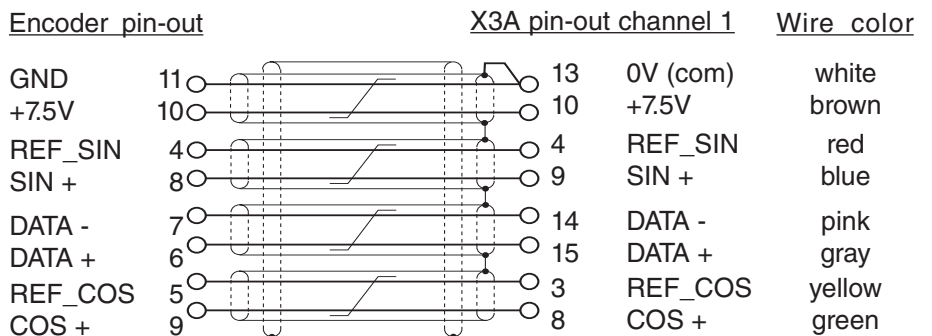 Encoder pin-out X3A pin-out channel 1 Wire color
GND 11 13 0V (com) white
+7.5V 10 10 +7.5V brown
REF_SIN 4 4 REF_SIN red
SIN + 8 9 SIN + blue
DATA - 7 14 DATA - pink
DATA + 6 15 DATA + gray
REF_COS 5 3 REF_COS yellow
COS + 9 8 COS + green